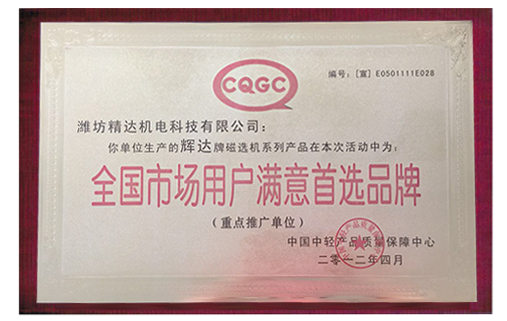 CQGC
编号：[宣] E0501111E028
潍坊精达机电科技有限公司：
你单位生产的辉达牌磁选机系列产品在本次活动中为：
全国市场用户满意首选品牌
（重点推广单位）
中国中轻产品质量保障中心
二零一二年四月